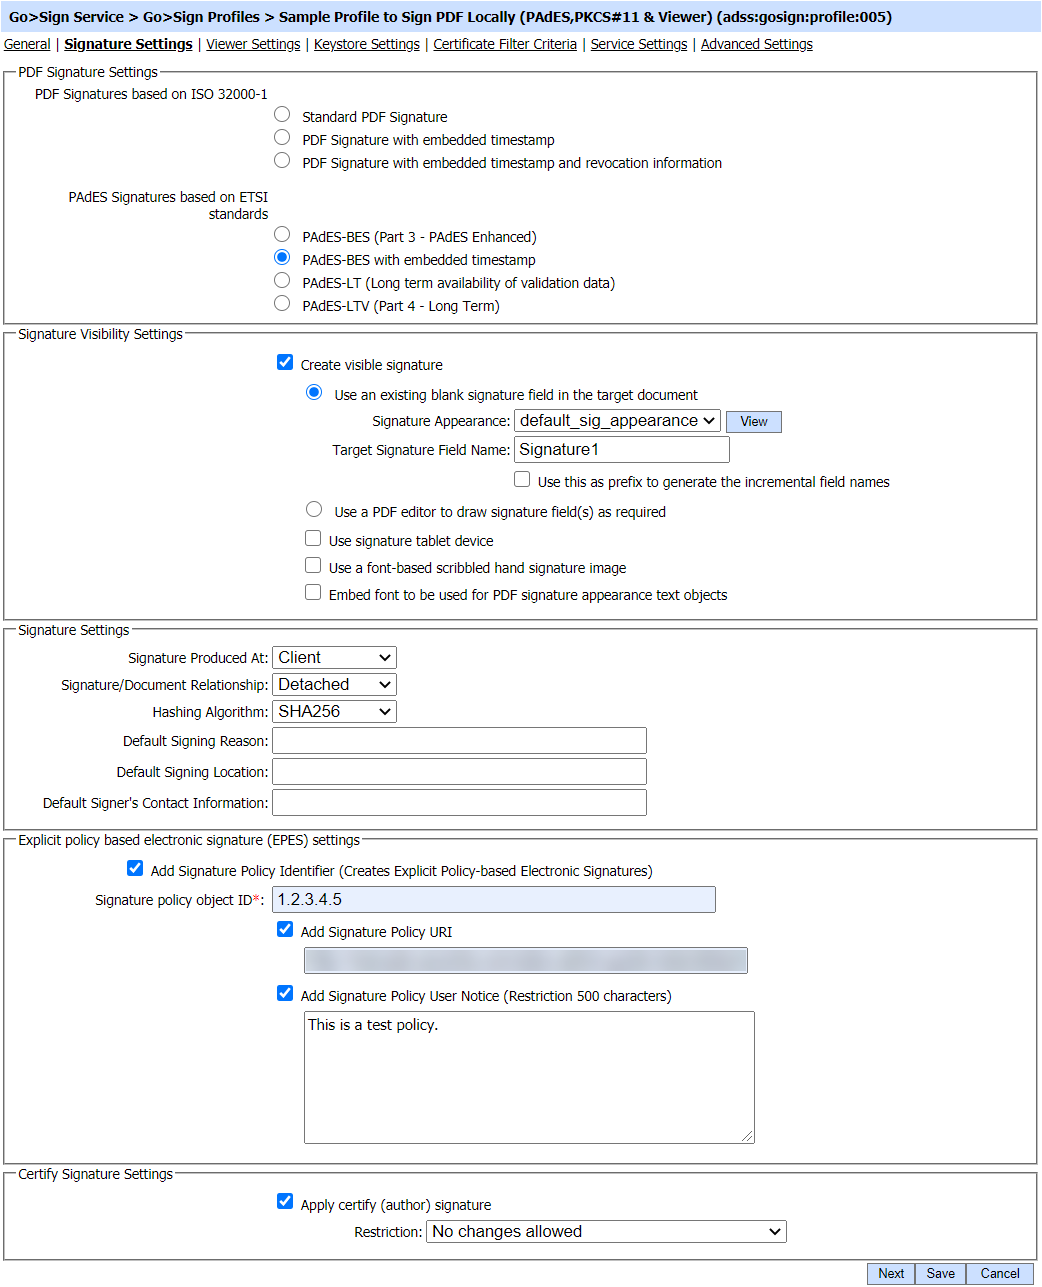 Go>Sign Service > Go>Sign Profiles > Sample Profile to Sign PDF Locally (PAdES,PKCS#11 & Viewer) (adss:gosign:profile:005)
General | Signature Settings | Viewer Settings | Keystore Settings | Certificate Filter Criteria | Service Settings | Advanced Settings
PDF Signature Settings
PDF Signatures based on ISO 32000-1
Standard PDF Signature
PDF Signature with embedded timestamp
PDF Signature with embedded timestamp and revocation information
PAdES Signatures based on ETSI
standards
PAdES-BES (Part 3 - PAdES Enhanced)
PAdES-BES with embedded timestamp
PAdES-LT (Long term availability of validation data)
PAdES-LTV (Part 4 - Long Term)
Signature Visibility Settings
Create visible signature
Use an existing blank signature field in the target document
Signature Appearance: default_sig_appearance View
Target Signature Field Name: Signature1
Use this as prefix to generate the incremental field names
Use a PDF editor to draw signature field(s) as required
Use signature tablet device
Use a font-based scribbled hand signature image
Embed font to be used for PDF signature appearance text objects
Signature Settings
Signature Produced At: Client
Signature/Document Relationship: Detached
Hashing Algorithm: SHA256
Default Signing Reason:
Default Signing Location:
Default Signer's Contact Information:
Explicit policy based electronic signature (EPES) settings
Add Signature Policy Identifier (Creates Explicit Policy-based Electronic Signatures)
Signature policy object ID*: 1.2.3.4.5
Add Signature Policy URI
Add Signature Policy User Notice (Restriction 500 characters)
This is a test policy.
Certify Signature Settings
Apply certify (author) signature
Restriction: No changes allowed
Next Save Cancel